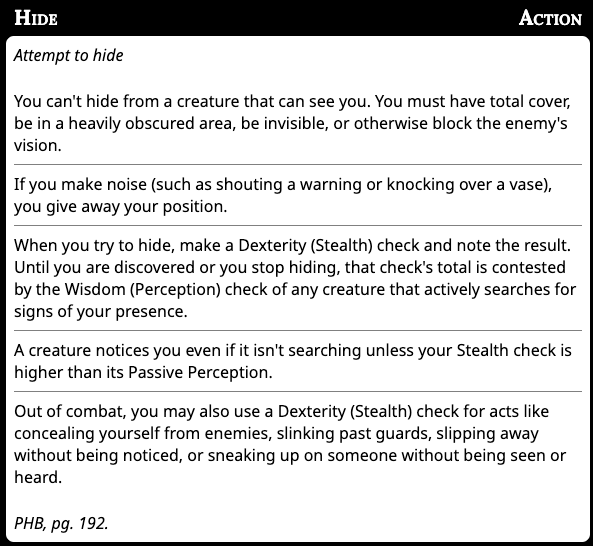 Hide Action
Attempt to hide
You can't hide from a creature that can see you. You must have total cover,
be in a heavily obscured area, be invisible, or otherwise block the enemy's
vision.
If you make noise (such as shouting a warning or knocking over a vase),
you give away your position.
When you try to hide, make a Dexterity (Stealth) check and note the result.
Until you are discovered or you stop hiding, that check's total is contested
by the Wisdom (Perception) check of any creature that actively searches for
signs of your presence.
A creature notices you even if it isn't searching unless your Stealth check is
higher than its Passive Perception.
Out of combat, you may also use a Dexterity (Stealth) check for acts like
concealing yourself from enemies, slinking past guards, slipping away
without being noticed, or sneaking up on someone without being seen or
heard.
PHB, pg. 192.